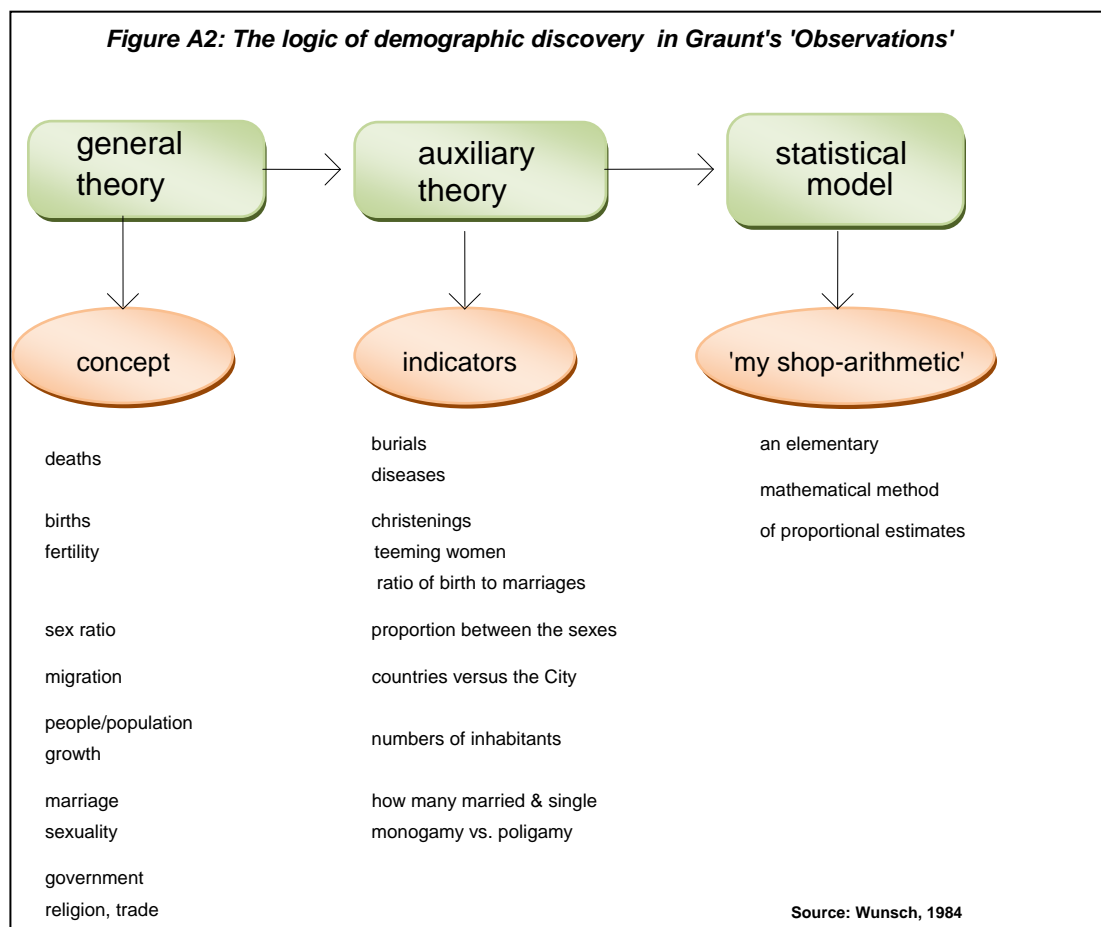 Figure A2: The logic of demographic discovery in Graunt's 'Observations'
general
theory
auxiliary
theory
statistical
model
concept
indicators
'my shop-arithmetic'
deaths
births
fertility
sex ratio
migration
people/population
growth
marriage
sexuality
government
religion, trade
burials
diseases
christenings
teeming women
ratio of birth to marriages
proportion between the sexes
countries versus the City
numbers of inhabitants
how many married & single
monogamy vs. poligamy
an elementary
mathematical method
of proportional estimates
Source: Wunsch, 1984